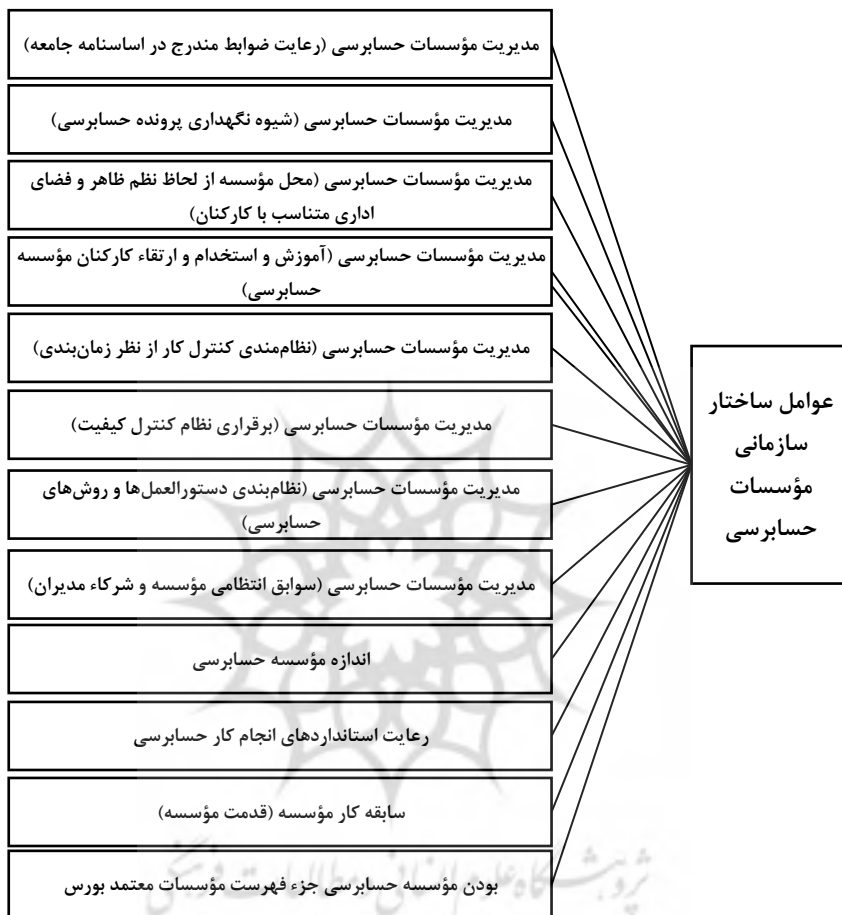 مدیریت مؤسسات حسابرسی (رعایت ضوابط مندرج در اساسنامه جامعه)
مدیریت مؤسسات حسابرسی (شیوه نگهداری پرونده حسابرسی)
مدیریت مؤسسات حسابرسی (محل مؤسسه از لحاظ نظم ظاهر و فضای
اداری متناسب با کارکنان)
مدیریت مؤسسات حسابرسی (آموزش و استخدام و ارتقاء کارکنان مؤسسه
حسابرسی)
مدیریت مؤسسات حسابرسی (نظام‌مندی کنترل کار از نظر زمان‌بندی)
مدیریت مؤسسات حسابرسی (برقراری نظام کنترل کیفیت)
مدیریت مؤسسات حسابرسی (نظام‌بندی دستورالعمل‌ها و روش‌های
حسابرسی)
مدیریت مؤسسات حسابرسی (سوابق انتظامی مؤسسه و شرکاء مدیران)
اندازه مؤسسه حسابرسی
رعایت استانداردهای انجام کار حسابرسی
سابقه کار مؤسسه (قدمت مؤسسه)
بودن مؤسسه حسابرسی جزء فهرست مؤسسات معتمد بورس
عوامل ساختار
سازمانی
مؤسسات
حسابرسی
پژوهشگاه علوم انسانی و مطالعات فرهنگی